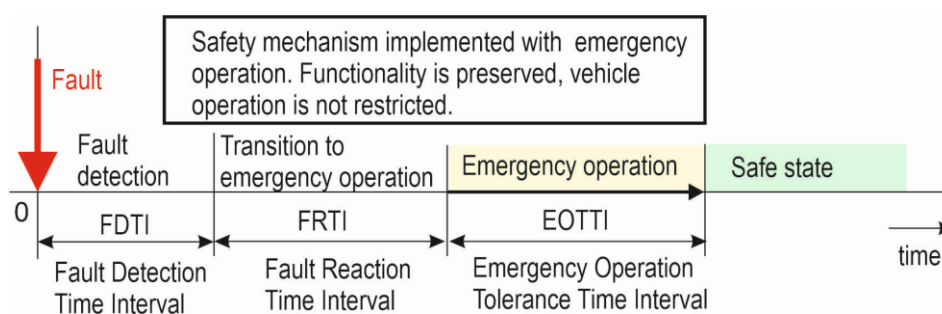 Safety mechanism implemented with emergency
operation. Functionality is preserved, vehicle
operation is not restricted.
Fault
Fault
detection
Transition to
emergency operation
Emergency operation
Safe state
0
FDTI
FRTI
EOTTI
time
Fault Detection
Time Interval
Fault Reaction
Time Interval
Emergency Operation
Tolerance Time Interval